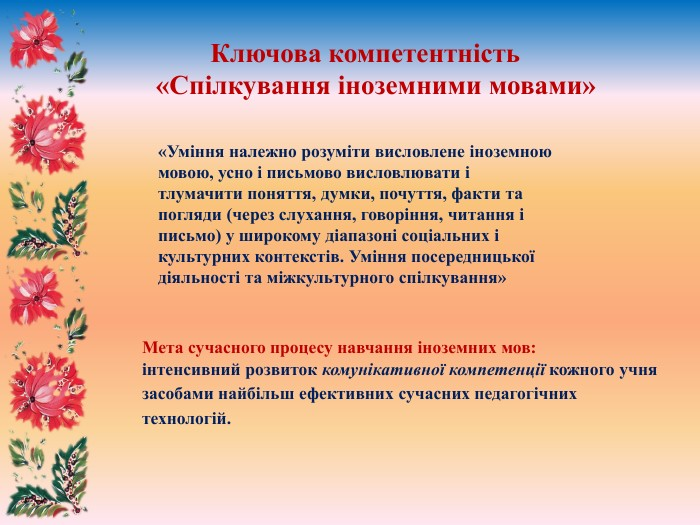 Ключова компетентність
«Спілкування іноземними мовами»
«Уміння належно розуміти висловлене іноземною
мовою, усно і письмово висловлювати і
тлумачити поняття, думки, почуття, факти та
погляди (через слухання, говоріння, читання і
письмо) у широкому діапазоні соціальних і
культурних контекстів. Уміння посередницької
діяльності та міжкультурного спілкування»
Мета сучасного процесу навчання іноземних мов:
інтенсивний розвиток комунікативної компетенції кожного учня
засобами найбільш ефективних сучасних педагогічних
технологій.